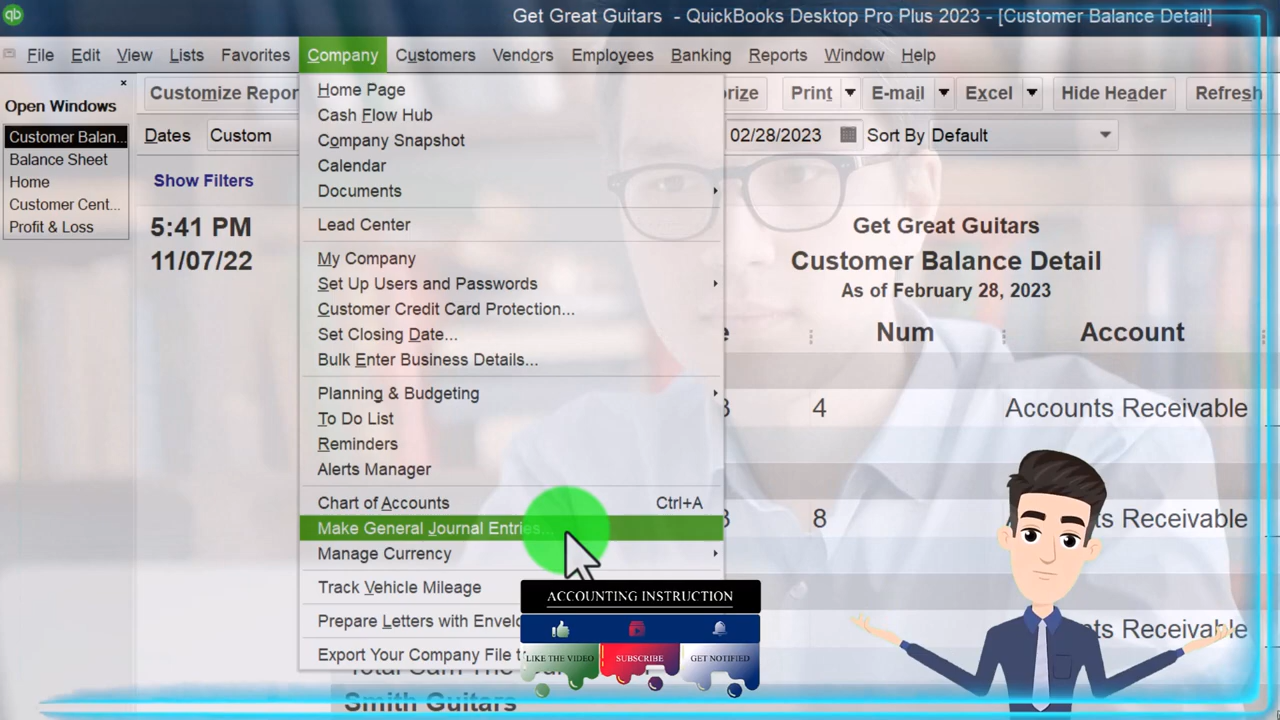 qb
Get Great Guitars - QuickBooks Desktop Pro Plus 2023 - [Customer Balance Detail]
File Edit View Lists Favorites Company Customers Vendors Employees Banking Reports Window Help
Open Windows
Customer Balan...
Balance Sheet
Home
Customer Cent...
Profit & Loss
Customize Repor
rize Print E-mail Excel Hide Header Refresh
Dates Custom
02/28/2023 Sort By Default
Show Filters
5:41 PM
11/07/22
Home Page
Cash Flow Hub
Company Snapshot
Calendar
Documents
Lead Center
My Company
Set Up Users and Passwords
Customer Credit Card Protection...
Set Closing Date...
Bulk Enter Business Details...
Planning & Budgeting
To Do List
Reminders
Alerts Manager
Chart of Accounts Ctrl+A
Make General Journal Entries...
Manage Currency
Track Vehicle Mileage
Prepare Letters with Envelo
Export Your Company File t
Get Great Guitars
Customer Balance Detail
As of February 28, 2023
Num Account
4 Accounts Receivable
8 ts Receivable
ts Receivable
Smith Guitars
ACCOUNTING INSTRUCTION
LIKE THE VIDEO SUBSCRIBE GET NOTIFIED